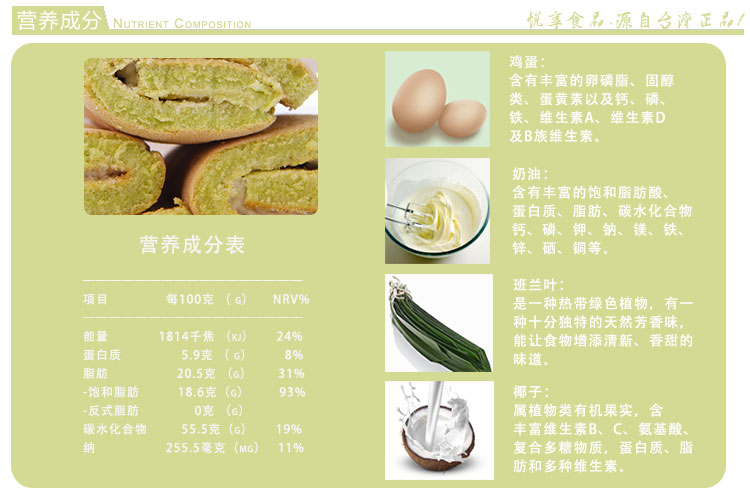 营养成分 NUTRIENT COMPOSITION
悦享食品.源自台湾正品!
营养成分表
项目 每100克 (G) NRV%
能量 1814千焦 (KJ) 24%
蛋白质 5.9克 (G) 8%
脂肪 20.5克 (G) 31%
-饱和脂肪 18.6克 (G) 93%
-反式脂肪 0克 (G)
碳水化合物 55.5克 (G) 19%
纳 255.5毫克 (MG) 11%
鸡蛋：
含有丰富的卵磷脂、固醇
类、蛋黄素以及钙、磷、
铁、维生素A、维生素D
及B族维生素。
奶油：
含有丰富的饱和脂肪酸、
蛋白质、脂肪、碳水化合物
钙、磷、钾、钠、镁、铁、
锌、硒、铜等。
班兰叶：
是一种热带绿色植物，有一
种十分独特的天然芳香味，
能让食物增添清新、香甜的
味道。
椰子：
属植物类有机果实，含
丰富维生素B、C、氨基酸、
复合多糖物质，蛋白质、脂
肪和多种维生素。